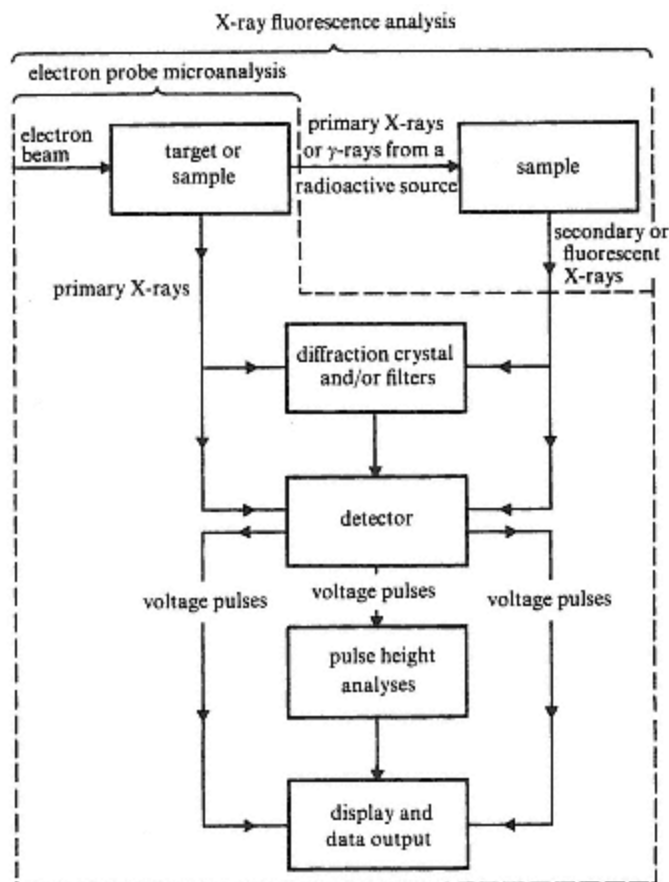 X-ray fluorescence analysis
electron probe microanalysis
electron
beam
target or
sample
primary X-rays
or γ-rays from a
radioactive source
sample
secondary or
fluorescent
X-rays
primary X-rays
diffraction crystal
and/or filters
detector
voltage pulses
voltage pulses
voltage pulses
pulse height
analyses
display and
data output